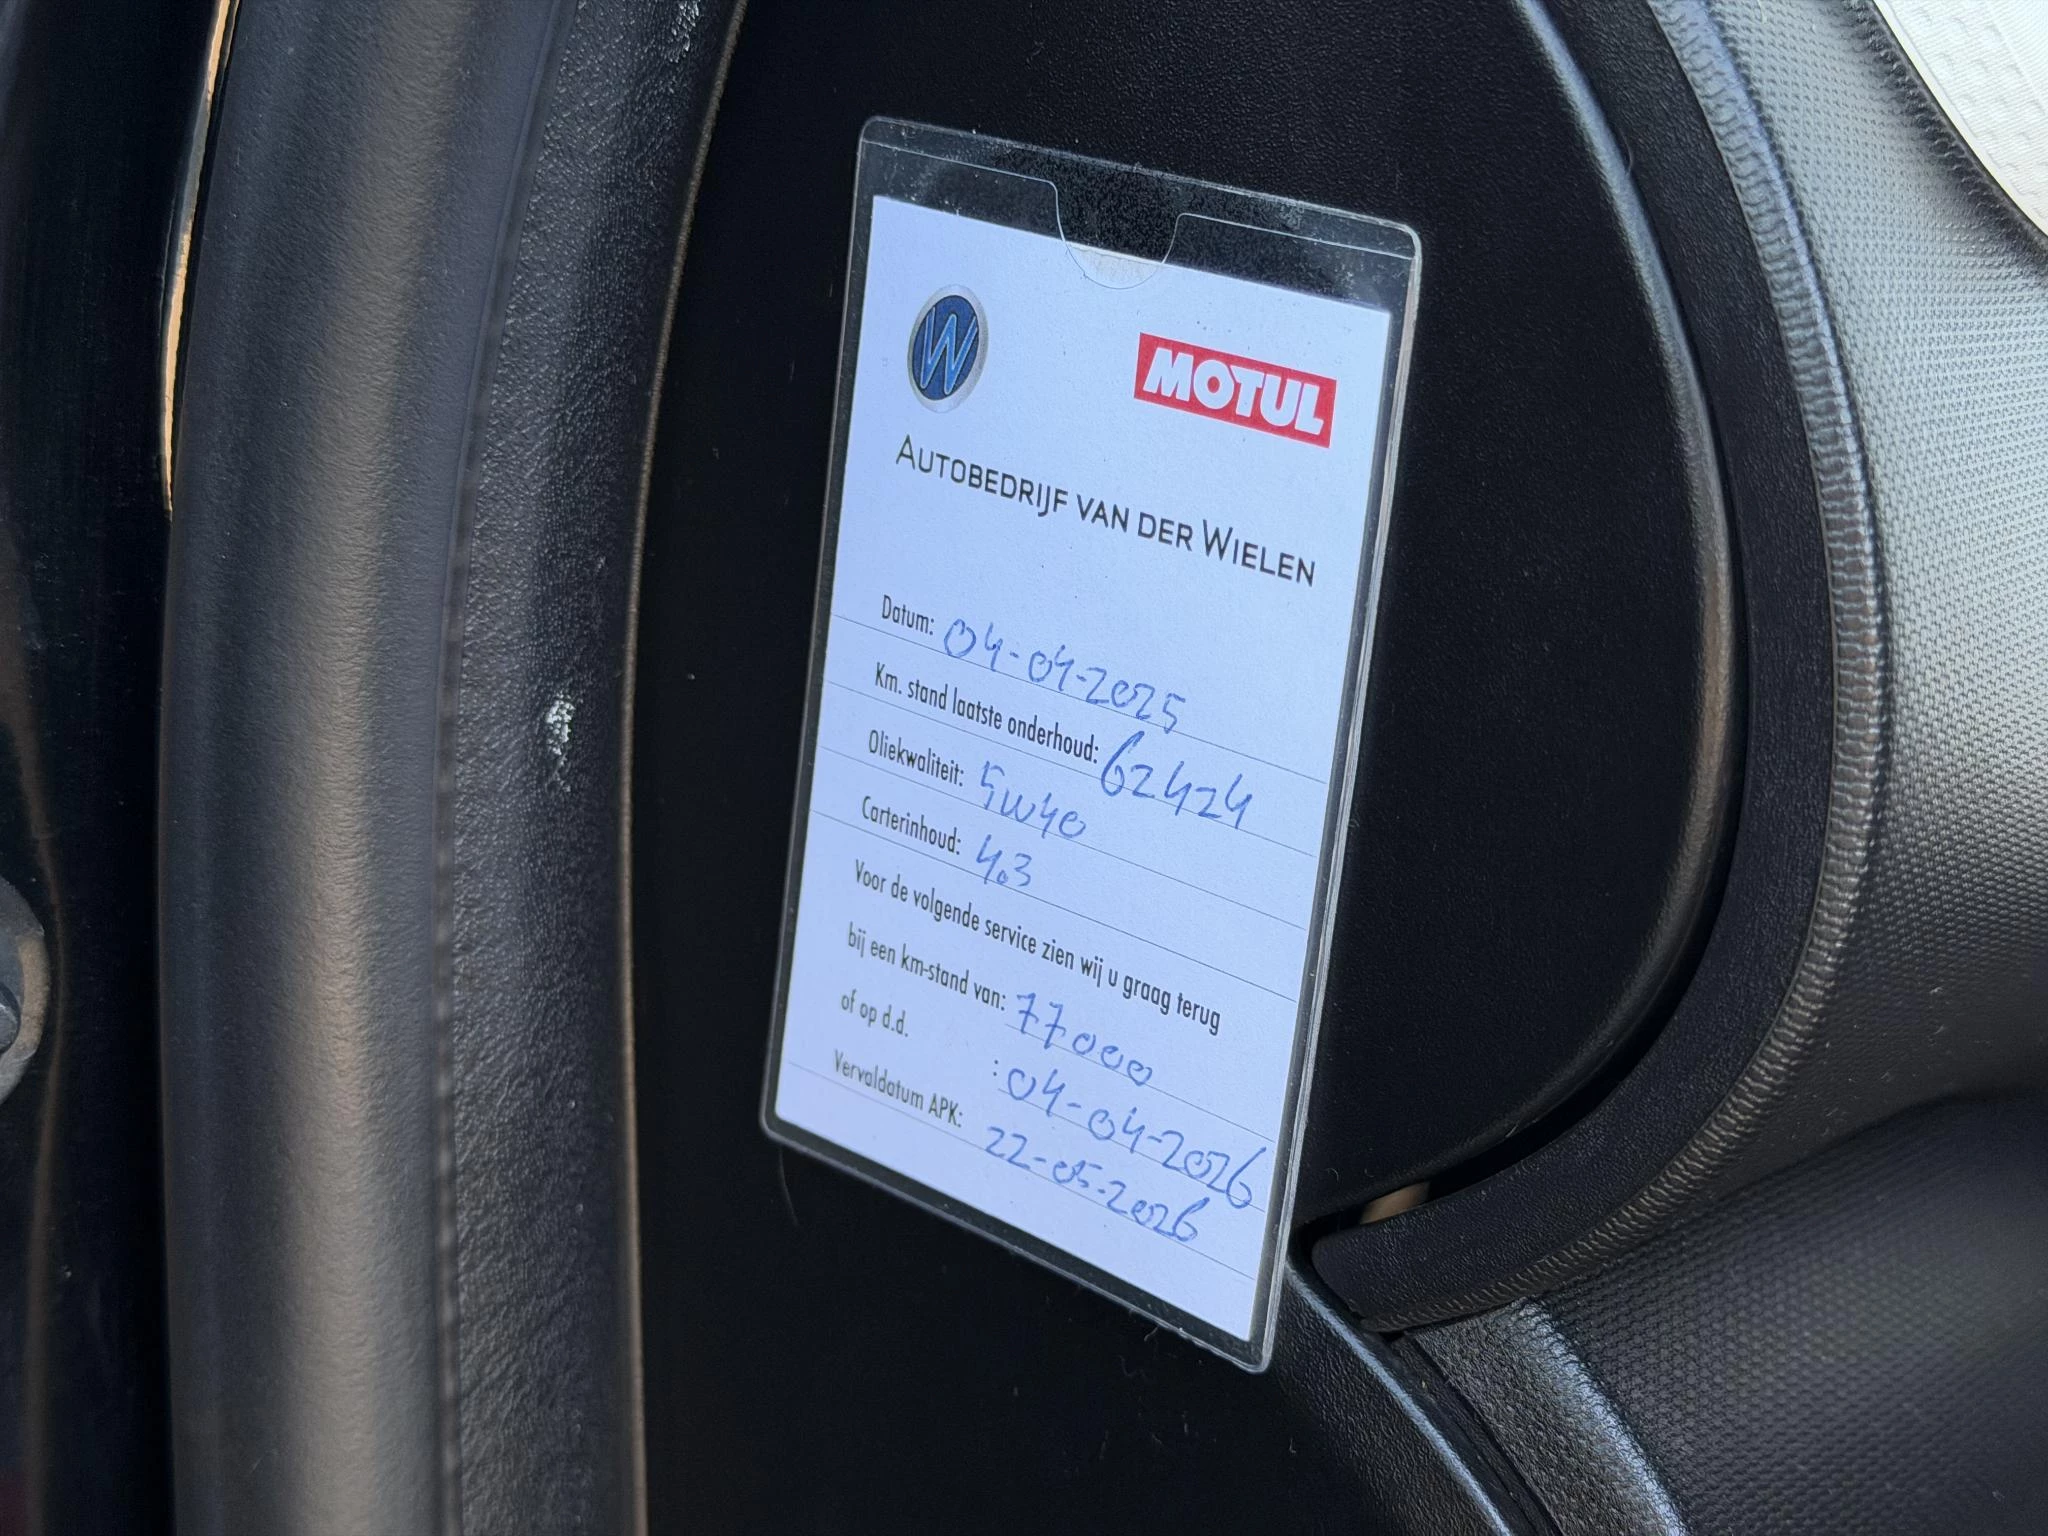 W
MOTUL
AUTOBEDRIJF VAN DER WIELEN
Datum: 04-04-2025
Km. stand laatste onderhoud: 62424
Oliekwaliteit: 5W40
Carterinhoud: 4.3
Voor de volgende service zien wij u graag terug
bij een km-stand van: 77000
of op d.d. : 04-04-2026
Vervaldatum APK: 22-05-2026